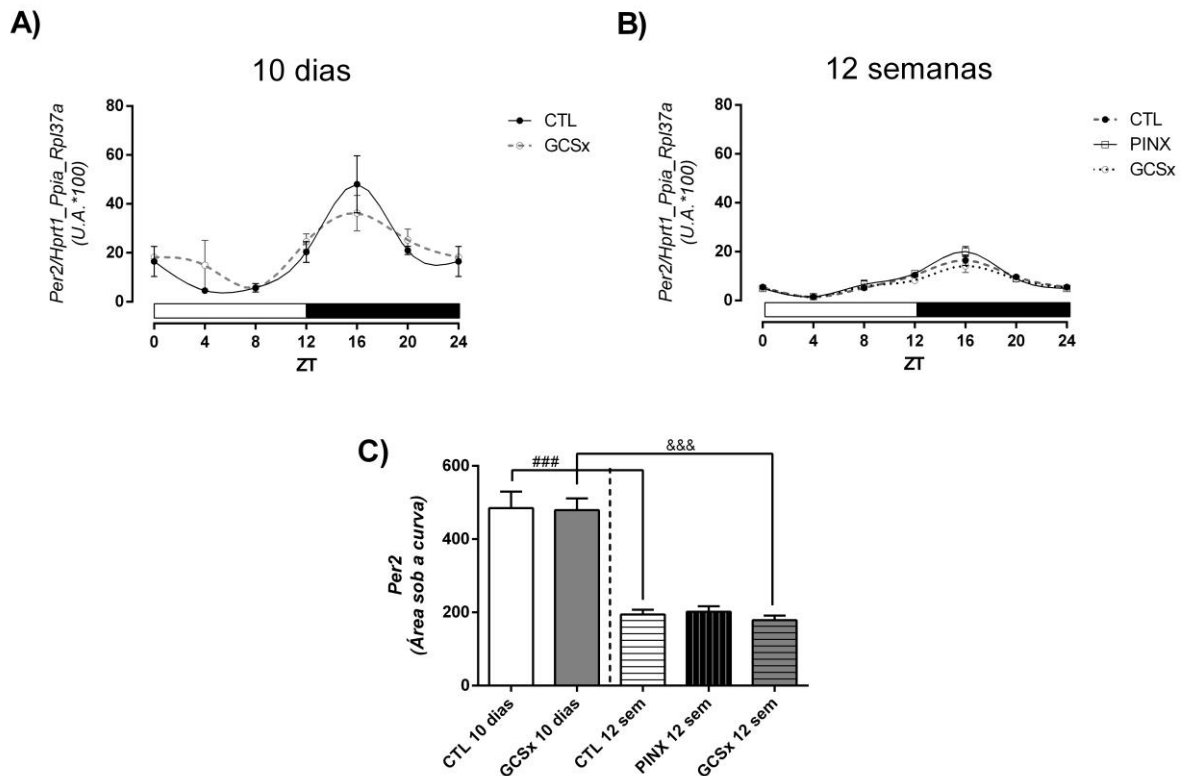 A)
10 dias
Per2/Hprt1_Ppia_Rpl37a
(U.A.*100)
80
60
40
20
0
CTL
GCSx
0 4 8 12 16 20 24
ZT
B)
12 semanas
Per2/Hprt1_Ppia_Rpl37a
(U.A.*100)
80
60
40
20
0
CTL
PINX
GCSx
0 4 8 12 16 20 24
ZT
C)
Per2
(Área sob a curva)
600
400
200
0
###
&&&
CTL 10 dias
GCSx 10 dias
CTL 12 sem
PINX 12 sem
GCSx 12 sem